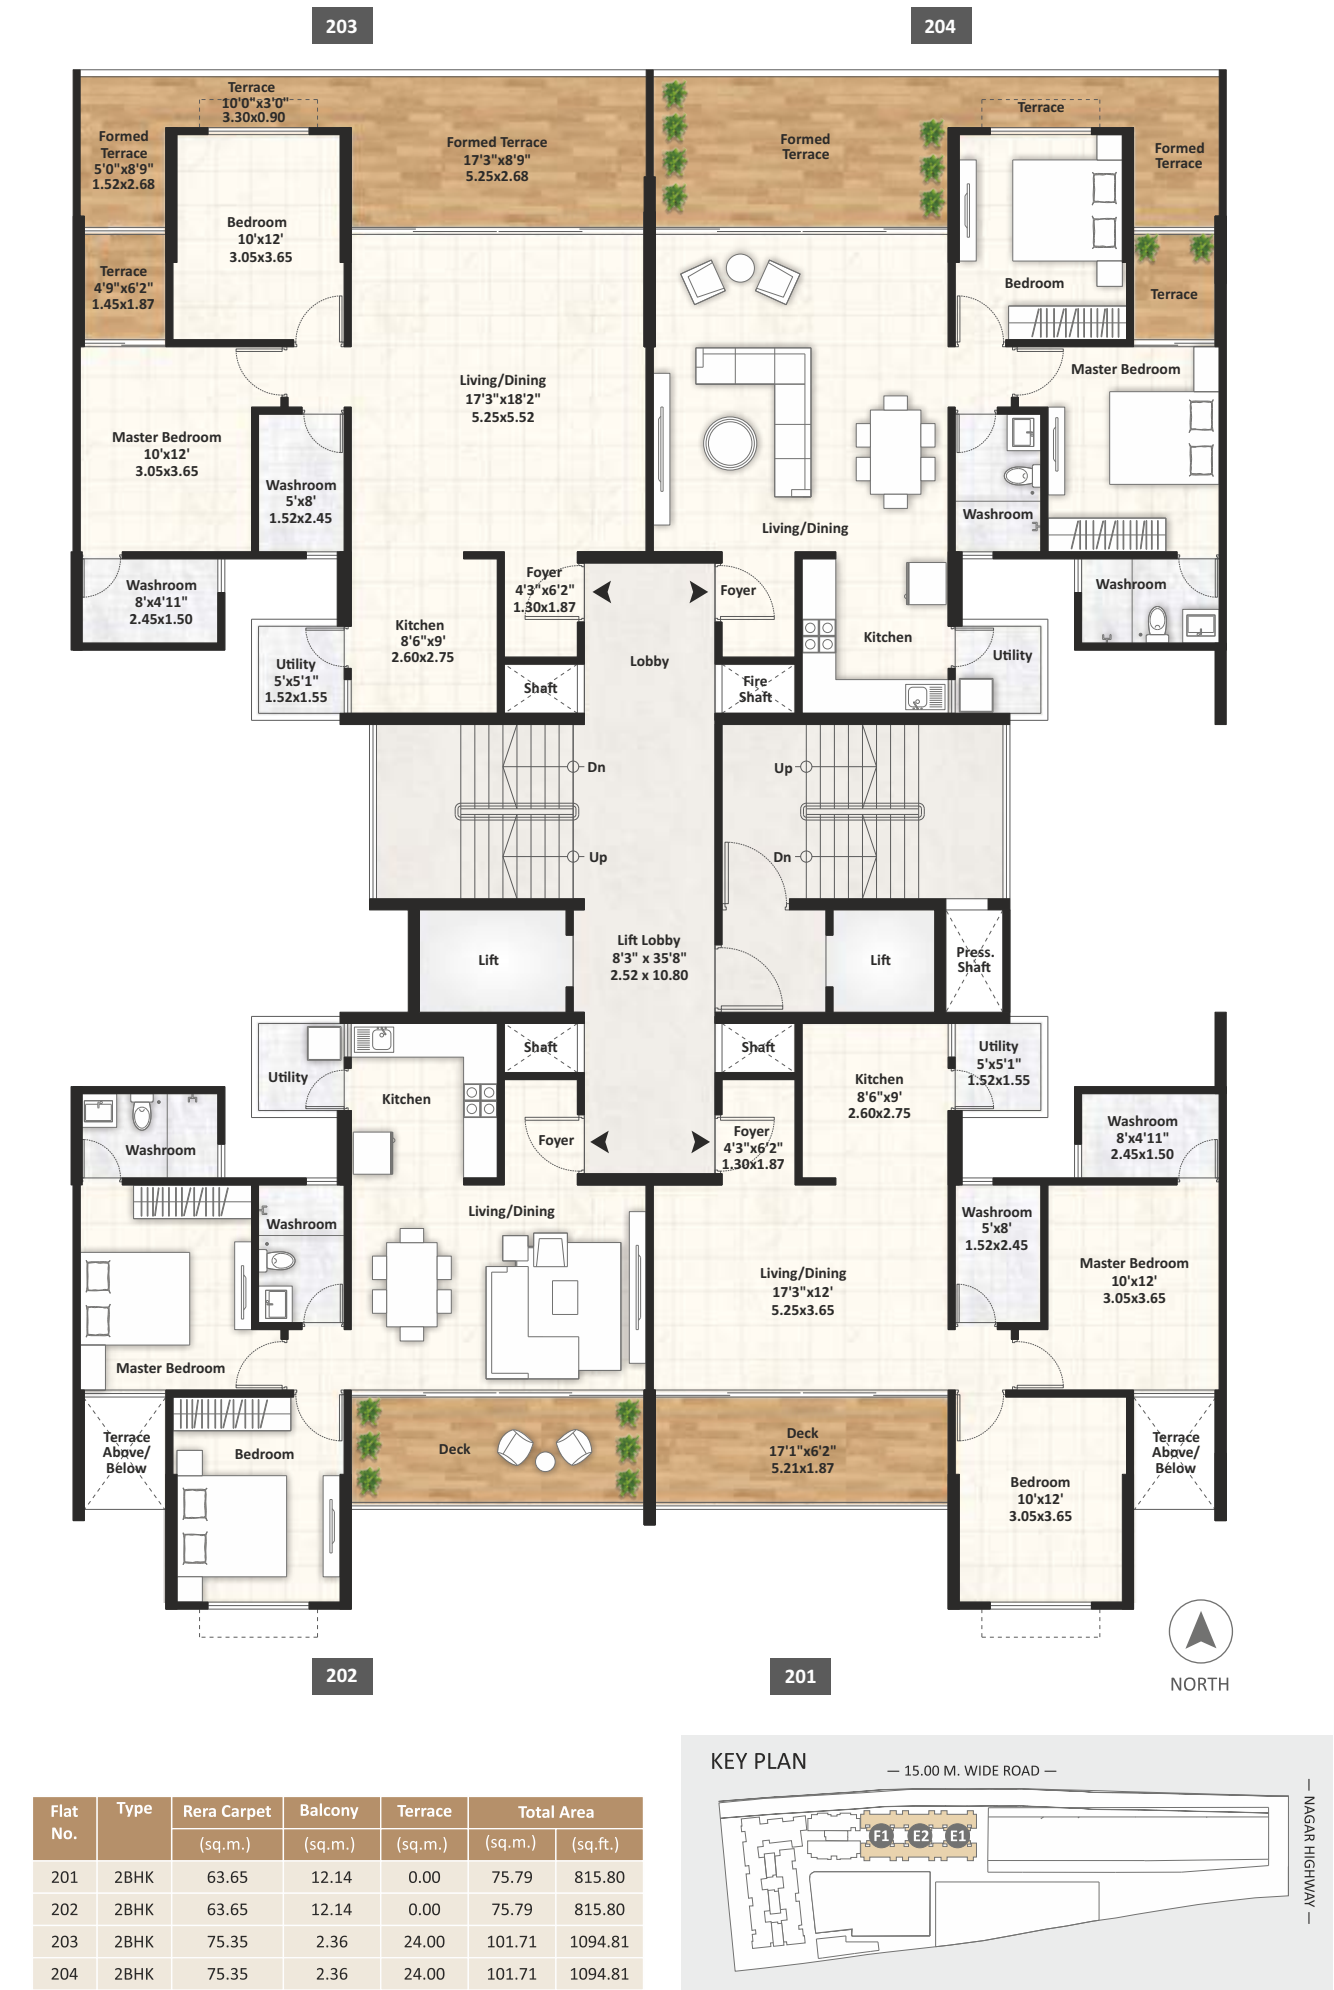 203
204
Terrace
10'0"x3'0"
3.30x0.90
Formed
Terrace
5'0"x8'9"
1.52x2.68
Formed Terrace
17'3"x8'9"
5.25x2.68
Formed
Terrace
Terrace
Formed
Terrace
Bedroom
10'x12'
3.05x3.65
Terrace
4'9"x6'2"
1.45x1.87
Bedroom
Terrace
Living/Dining
17'3"x18'2"
5.25x5.52
Master Bedroom
Master Bedroom
10'x12'
3.05x3.65
Washroom
5'x8'
1.52x2.45
Living/Dining
Washroom
Washroom
8'x4'11"
2.45x1.50
Foyer
4'3"x6'2"
1.30x1.87
Foyer
Washroom
Kitchen
8'6"x9'
2.60x2.75
Kitchen
Lobby
Utility
5'x5'1"
1.52x1.55
Utility
Shaft
Fire
Shaft
Dn
Up
Up
Dn
Lift
Lift Lobby
8'3" x 35'8"
2.52 x 10.80
Lift
Press.
Shaft
Shaft
Shaft
Utility
Kitchen
Kitchen
8'6"x9'
2.60x2.75
Utility
5'x5'1"
1.52x1.55
Washroom
Foyer
Foyer
4'3"x6'2"
1.30x1.87
Washroom
8'x4'11"
2.45x1.50
Washroom
Living/Dining
Washroom
5'x8'
1.52x2.45
Living/Dining
17'3"x12'
5.25x3.65
Master Bedroom
10'x12'
3.05x3.65
Master Bedroom
Terrace
Above/
Below
Bedroom
Deck
Deck
17'1"x6'2"
5.21x1.87
Bedroom
10'x12'
3.05x3.65
Terrace
Above/
Below
202
201
NORTH
Flat No. Type Rera Carpet Balcony Terrace Total Area
(sq.m.) (sq.m.) (sq.m.) (sq.m.) (sq.ft.)
201 2BHK 63.65 12.14 0.00 75.79 815.80
202 2BHK 63.65 12.14 0.00 75.79 815.80
203 2BHK 75.35 2.36 24.00 101.71 1094.81
204 2BHK 75.35 2.36 24.00 101.71 1094.81
KEY PLAN
— 15.00 M. WIDE ROAD —
— NAGAR HIGHWAY —
F1 E2 E1